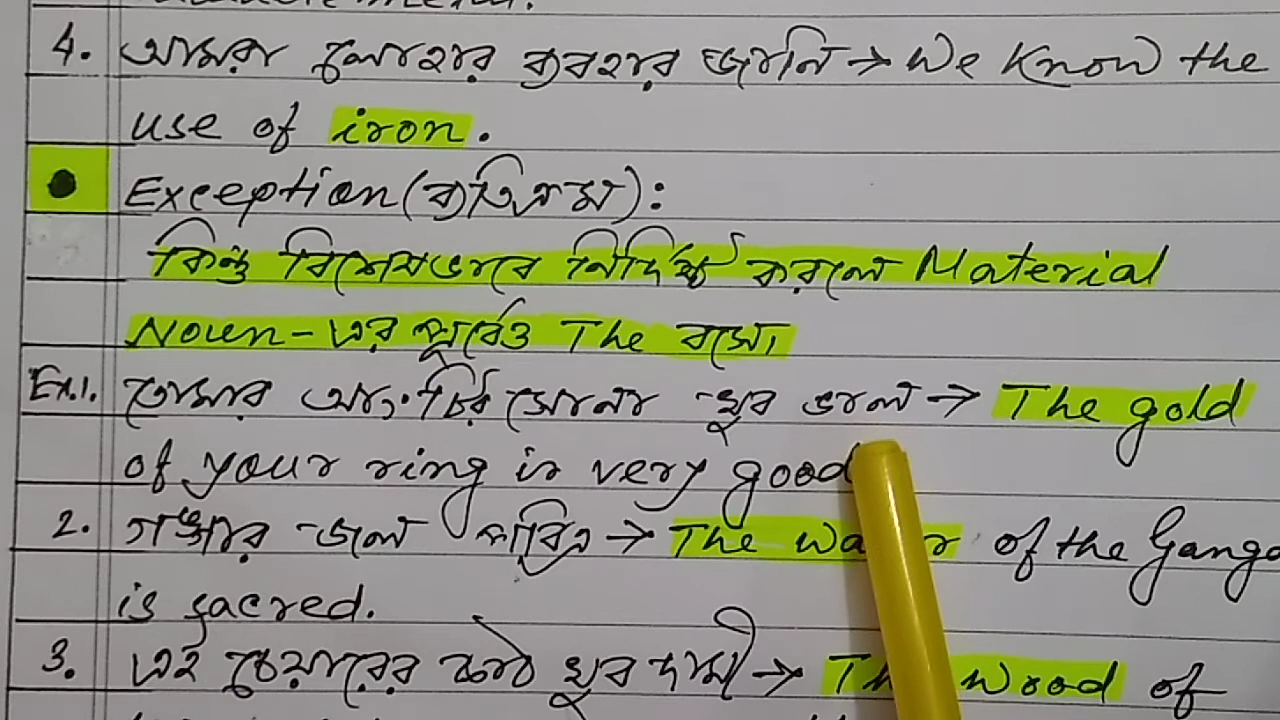 4. আমরা লোহার ব্যবহার জানি → We know the
use of iron.
Exception (ব্যতিক্রম):
কিন্তু বিশেষভাবে নির্দিষ্ট করলে Material
Noun-এর পূর্বেও The বসে।
Ex.1. তোমার আংটির সোনা খুব ভাল → The gold
of your ring is very good
2. গঙ্গার জল পবিত্র → The of the Ganga
is sacred.
3. এই চেয়ারের কাঠ খুব দামী → wood of